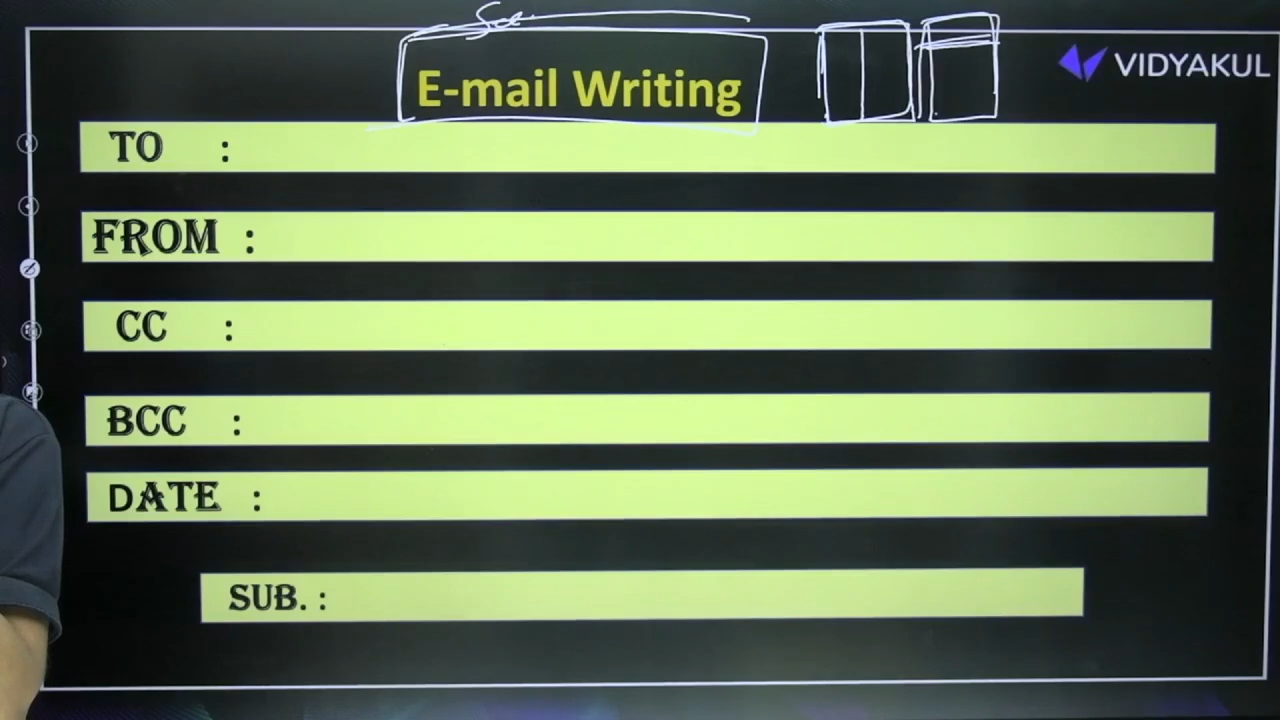 E-mail Writing
VIDYAKUL
TO :
FROM :
CC :
BCC :
DATE :
SUB. :